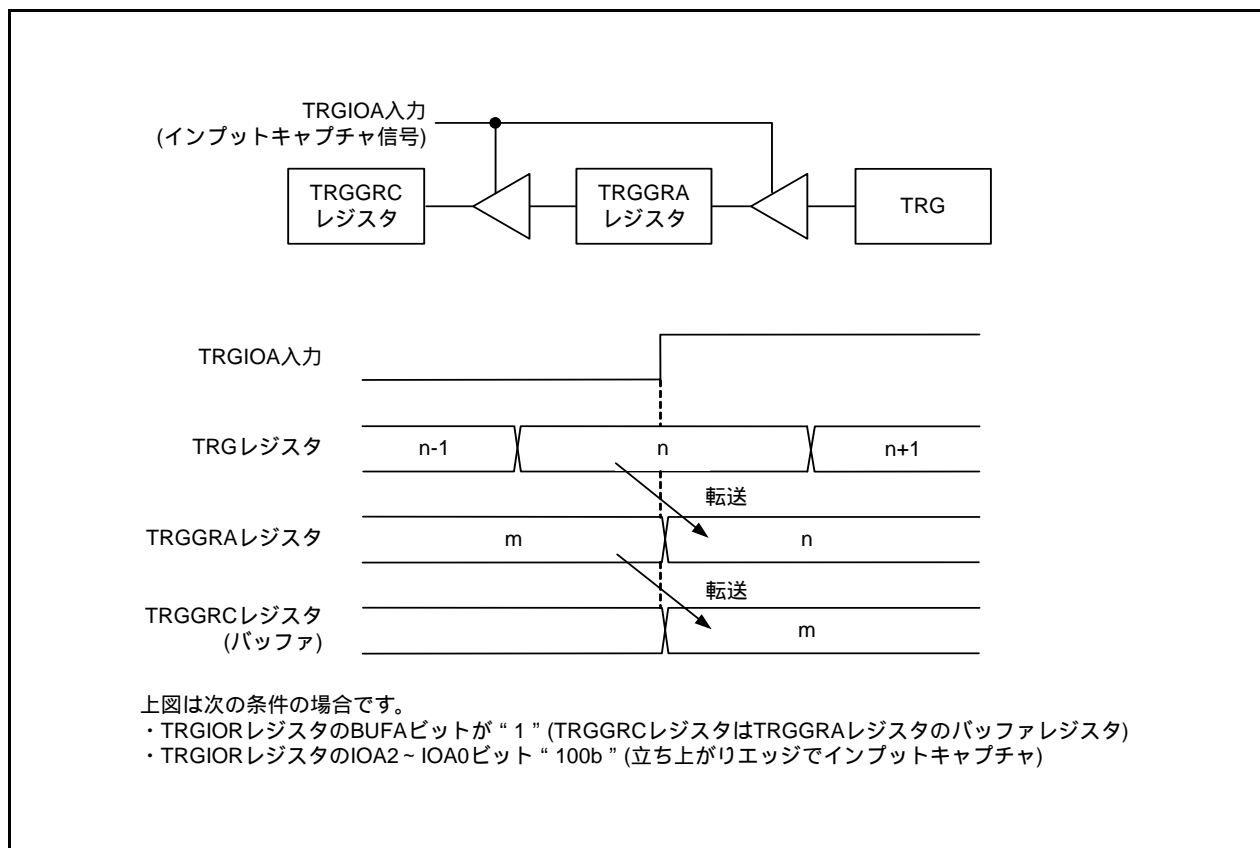 TRGIOA入力
(インプットキャプチャ信号)
TRGGRC
レジスタ
TRGGRA
レジスタ
TRG
TRGIOA入力
TRGレジスタ
n-1
n
n+1
転送
TRGGRAレジスタ
m
n
転送
TRGGRCレジスタ
(バッファ)
m
上図は次の条件の場合です。
・TRGIORレジスタのBUFAビットが“1”(TRGGRCレジスタはTRGGRAレジスタのバッファレジスタ)
・TRGIORレジスタのIOA2~IOA0ビット“100b”(立ち上がりエッジでインプットキャプチャ)